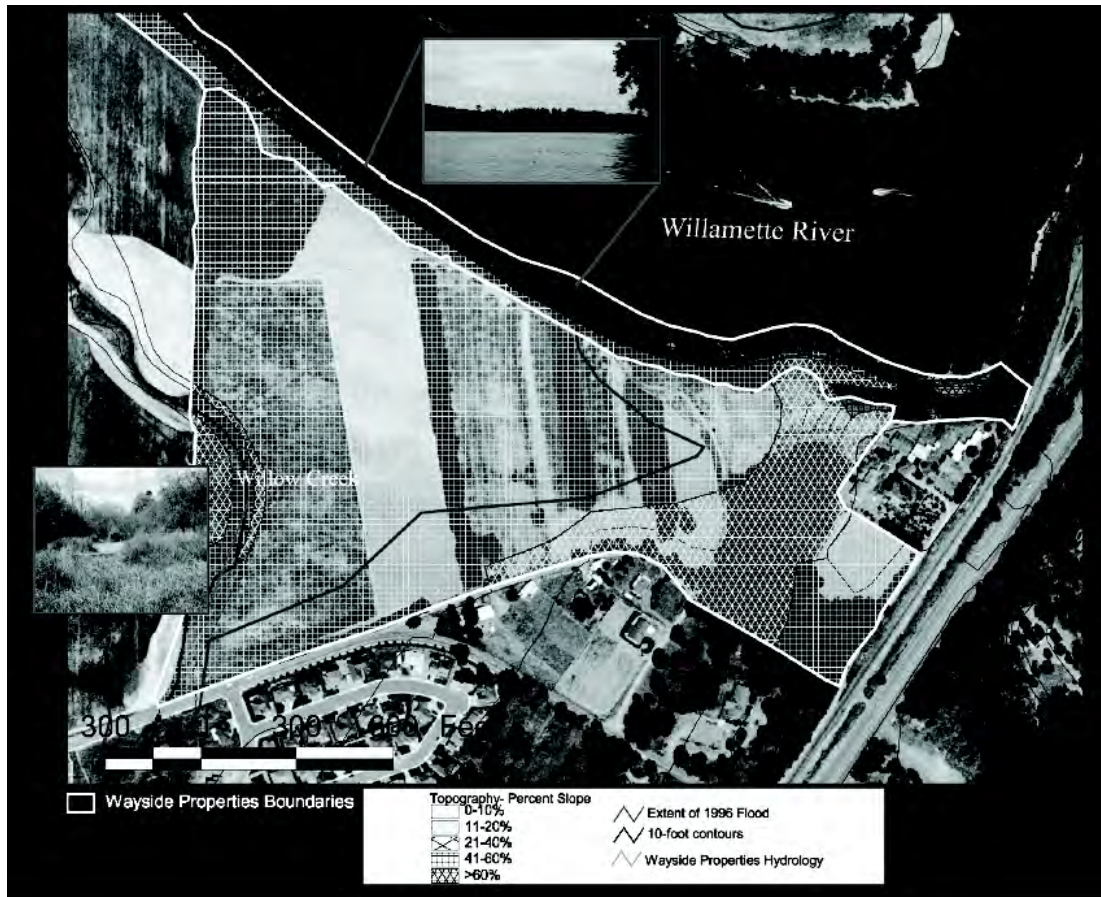 Willamette River
Willow Creek
300
300
Wayside Properties Boundaries
Topography- Percent Slope
0-10%
11-20%
21-40%
41-60%
>60%
Extent of 1996 Flood
10-foot contours
Wayside Properties Hydrology